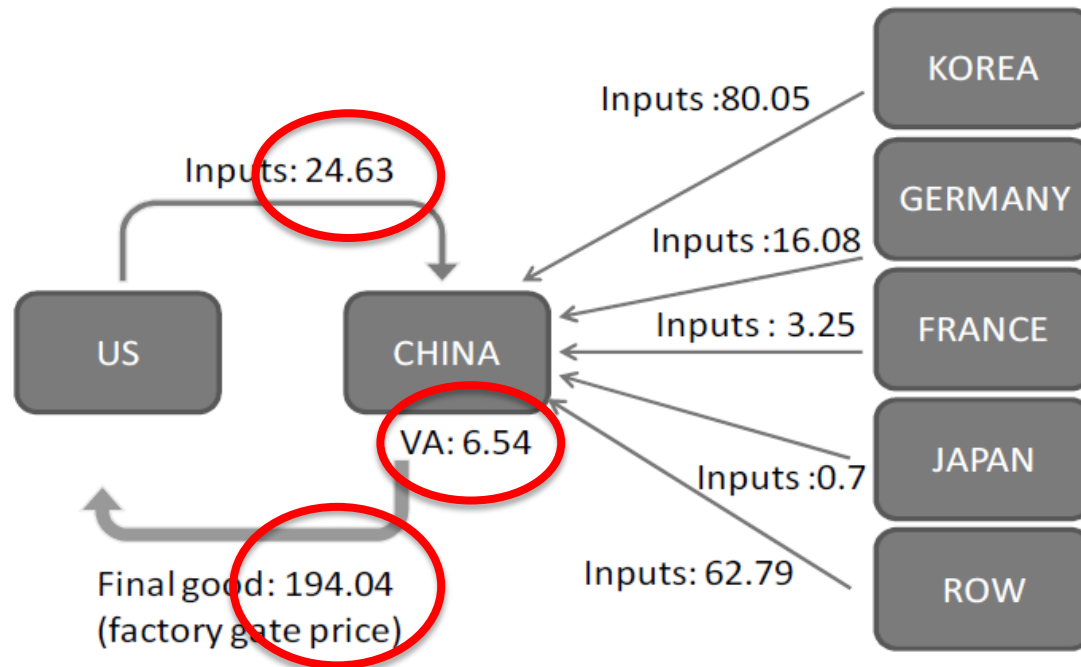 KOREA
Inputs :80.05
Inputs: 24.63
GERMANY
Inputs :16.08
US
CHINA
Inputs : 3.25
FRANCE
VA: 6.54
JAPAN
Inputs :0.7
Final good: 194.04
(factory gate price)
Inputs: 62.79
ROW